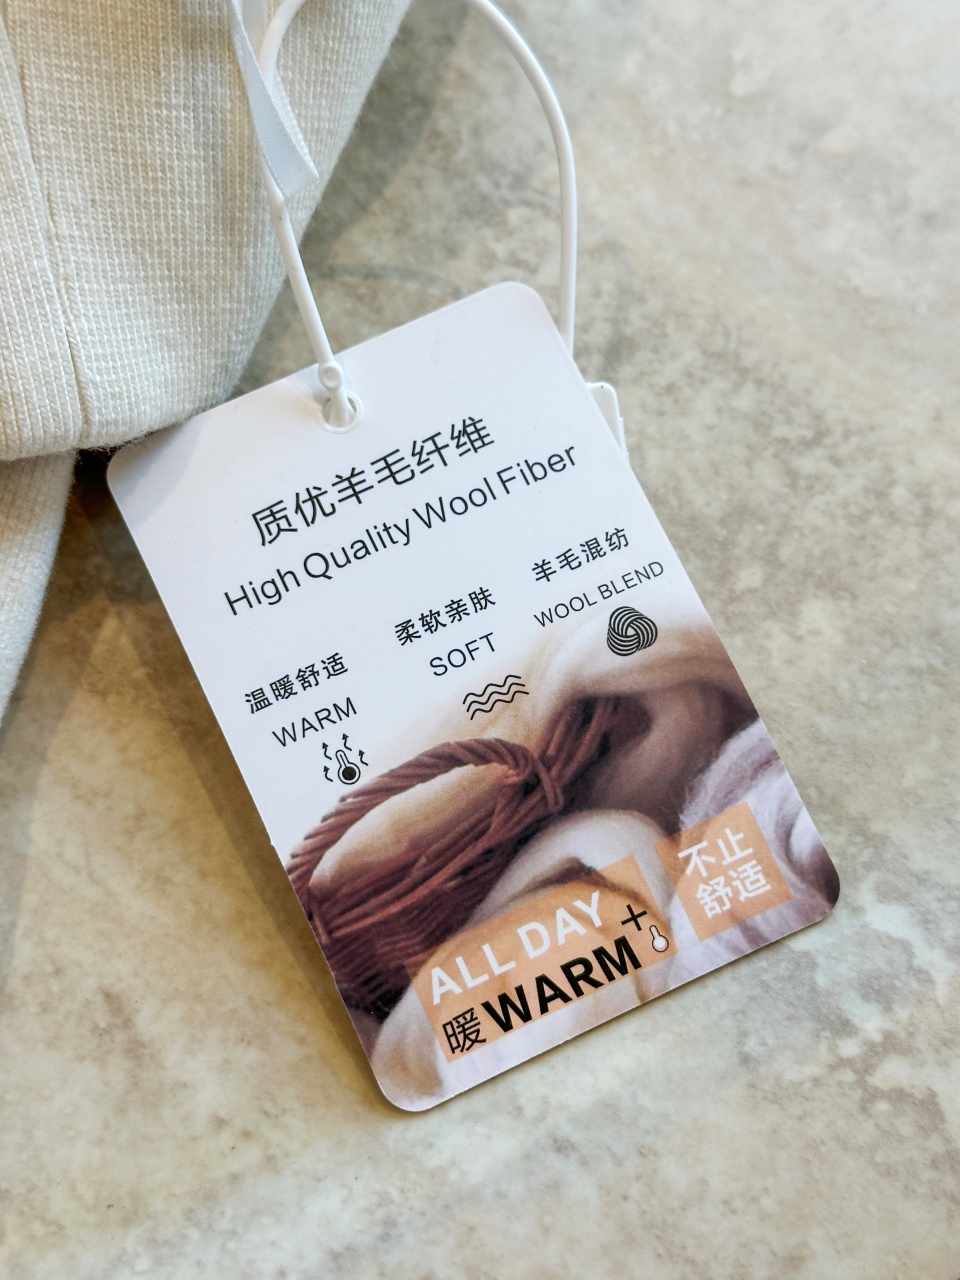 质优羊毛纤维
High Quality Wool Fiber
温暖舒适
WARM
柔软亲肤
SOFT
羊毛混纺
WOOL BLEND
ALL DAY
暖WARM+
不止
舒适